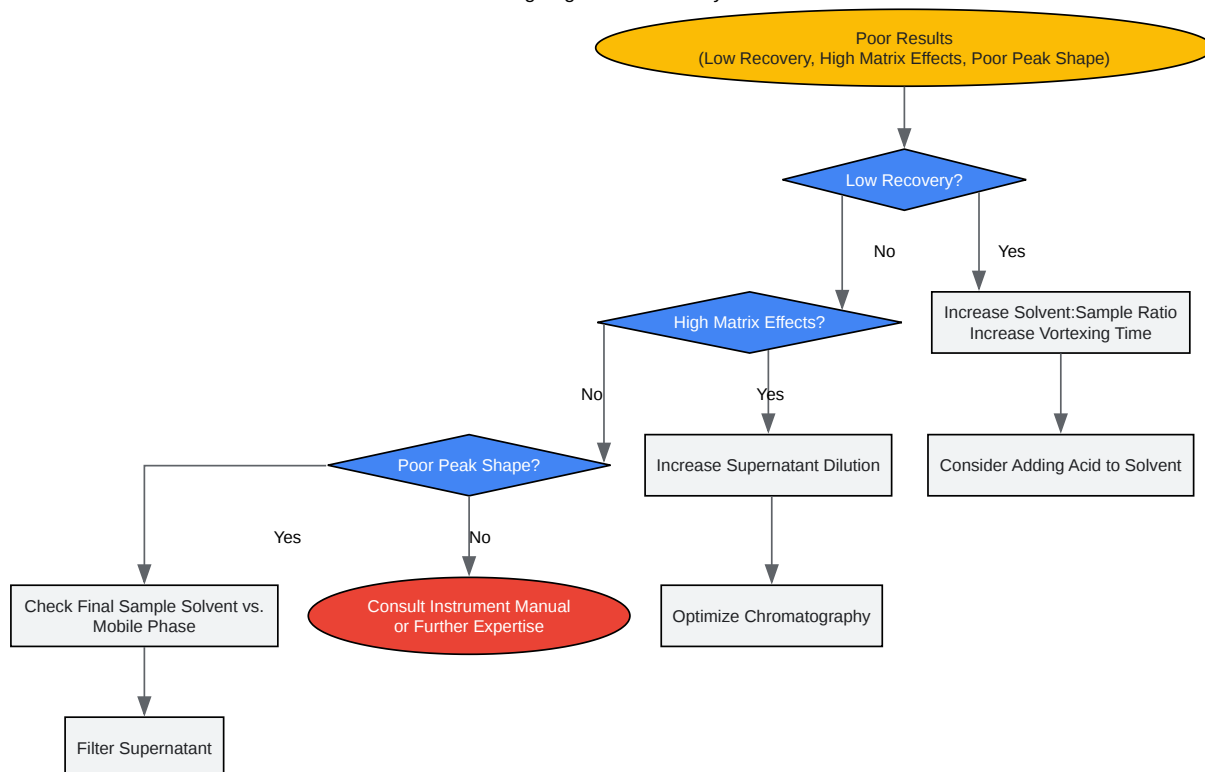 Poor Results
(Low Recovery, High Matrix Effects, Poor Peak Shape)
Low Recovery?
No
Yes
High Matrix Effects?
Increase Solvent:Sample Ratio
Increase Vortexing Time
No
Yes
Poor Peak Shape?
Increase Supernatant Dilution
Consider Adding Acid to Solvent
Yes
No
Check Final Sample Solvent vs.
Mobile Phase
Consult Instrument Manual
or Further Expertise
Optimize Chromatography
Filter Supernatant